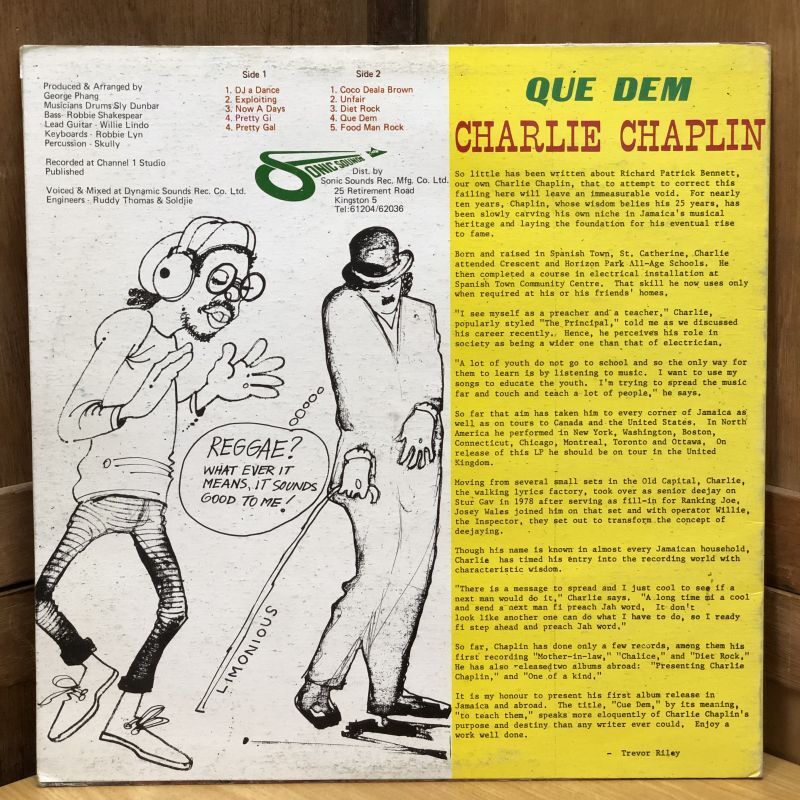 Produced & Arranged by
George Phang
Musicians Drums Sly Dunbar
Bass- Robbie Shakespear
Lead Guitar - Willie Lindo
Keyboards - Robbie Lyn
Percussion - Skully
Recorded at Channel 1 Studio
Published
Voiced & Mixed at Dynamic Sounds Rec. Co. Ltd.
Engineers - Ruddy Thomas & Soldjie
Side 1
1. DJ a Dance
2. Exploiting
3. Now A Days
4. Pretty Gi
4. Pretty Gal
Side 2
1. Coco Deala Brown
2. Unfair
3. Diet Rock
4. Que Dem
5. Food Man Rock
SONIC SOUNDS
Dist. by
Sonic Sounds Rec. Mfg. Co. Ltd.
25 Retirement Road
Kingston 5
Tel:61204/62036
REGGAE?
WHAT EVER IT
MEANS, IT SOUNDS
GOOD TO ME!
LIMONIOUS
QUE DEM
CHARLIE CHAPLIN
So little has been written about Richard Patrick Bennett,
our own Charlie Chaplin, that to attempt to correct this
failing here will leave an immeasurable void. For nearly
ten years, Chaplin, whose wisdom belies his 25 years, has
been slowly carving his own niche in Jamaica's musical
heritage and laying the foundation for his eventual rise
to fame.
Born and raised in Spanish Town, St. Catherine, Charlie
attended Crescent and Horizon Park All-Age Schools. He
then completed a course in electrical installation at
Spanish Town Community Centre. That skill he now uses only
when required at his or his friends' homes.
"I see myself as a preacher and a teacher," Charlie,
popularly styled "The Principal," told me as we discussed
his career recently. Hence, he perceives his role in
society as being a wider one than that of electrician.
"A lot of youth do not go to school and so the only way for
them to learn is by listening to music. I want to use my
songs to educate the youth. I'm trying to spread the music
far and touch and teach a lot of people," he says.
So far that aim has taken him to every corner of Jamaica as
well as on tours to Canada and the United States. In North
America he performed in New York, Washington, Boston,
Connecticut, Chicago, Montreal, Toronto and Ottawa, On
release of this LP he should be on tour in the United
Kingdom.
Moving from several small sets in the Old Capital, Charlie,
the walking lyrics factory, took over as senior deejay on
Stur Gav in 1978 after serving as fill-in for Ranking Joe,
Josey Wales joined him on that set and with operator Willie,
the Inspector, they set out to transform the concept of
deejaying.
Though his name is known in almost every Jamaican household,
Charlie has timed his entry into the recording world with
characteristic wisdom.
"There is a message to spread and I just cool to see if a
next man would do it," Charlie says. "A long time mi a cool
and send a next man fi preach Jah word, It don't
look like another one can do what I have to do, so I ready
fi step ahead and preach Jah word."
So far, Chaplin has done only a few records, among them his
first recording "Mother-in-law," "Chalice," and "Diet Rock,"
He has also released two albums abroad: "Presenting Charlie
Chaplin," and "One of a kind."
It is my honour to present his first album release in
Jamaica and abroad. The title, "Cue Dem," by its meaning,
"to teach them," speaks more eloquently of Charlie Chaplin's
purpose and destiny than any writer ever could, Enjoy a
work well done.
- Trevor Riley